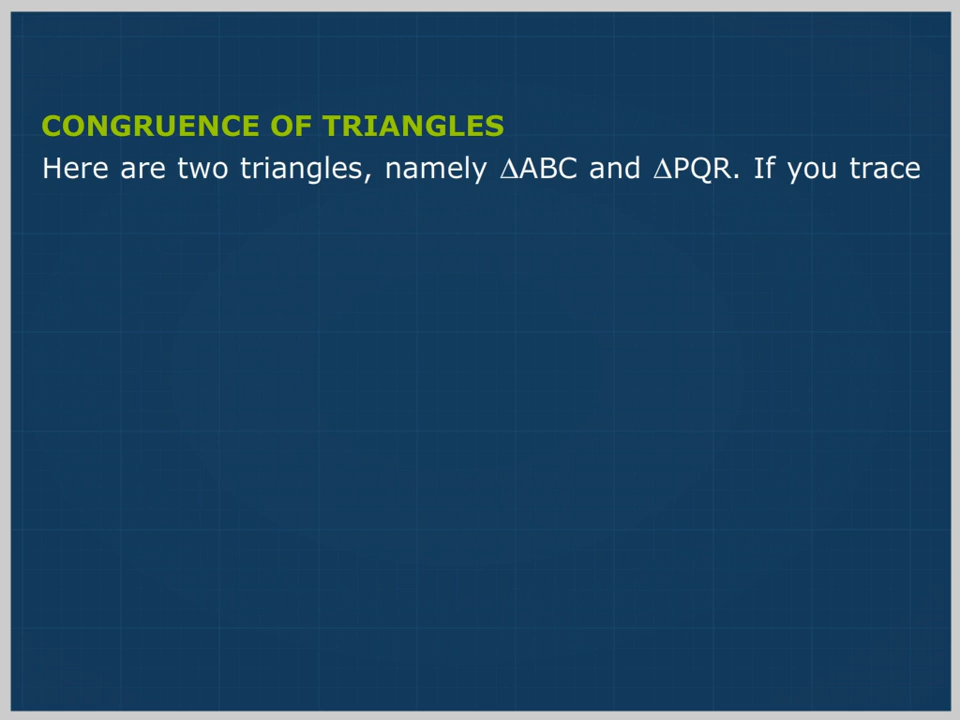 CONGRUENCE OF TRIANGLES
Here are two triangles, namely ∆ABC and ∆PQR. If you trace